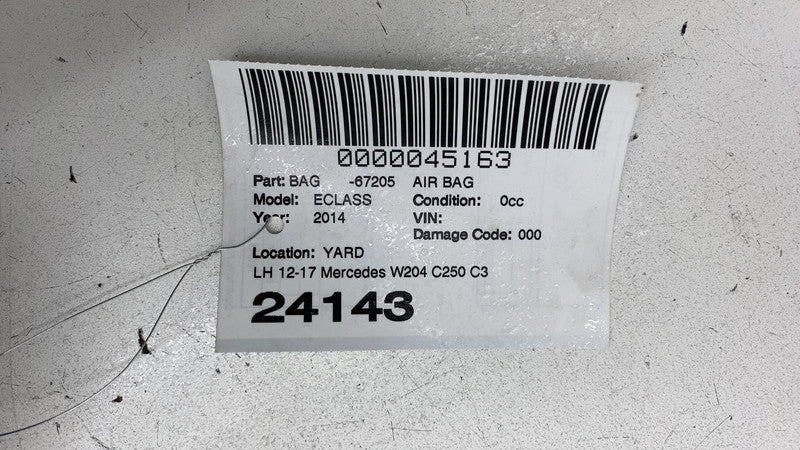 0000045163
Part: BAG -67205 AIR BAG
Model: ECLASS Condition: 0cc
Year: 2014 VIN:
Damage Code: 000
Location: YARD
LH 12-17 Mercedes W204 C250 C3
24143